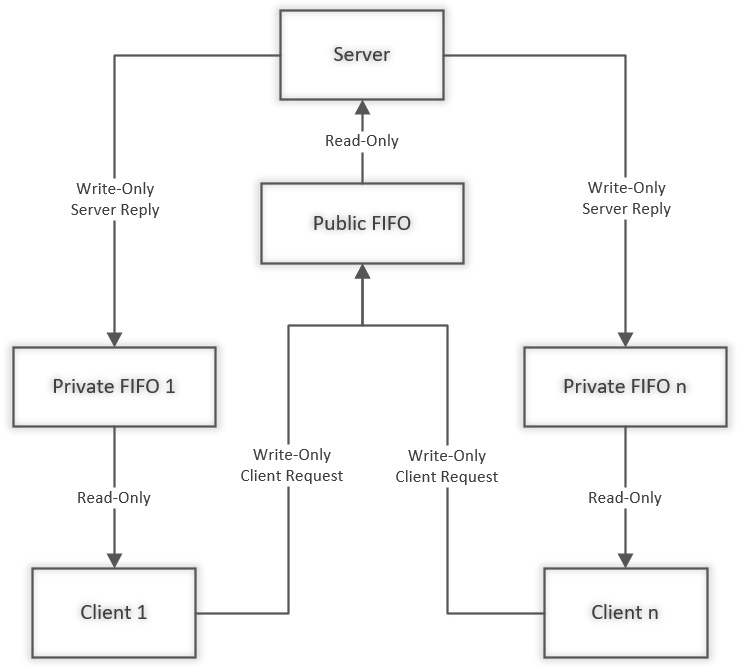 Server
Read-Only
Write-Only
Server Reply
Write-Only
Server Reply
Public FIFO
Private FIFO 1
Private FIFO n
Write-Only
Client Request
Write-Only
Client Request
Read-Only
Read-Only
Client 1
Client n